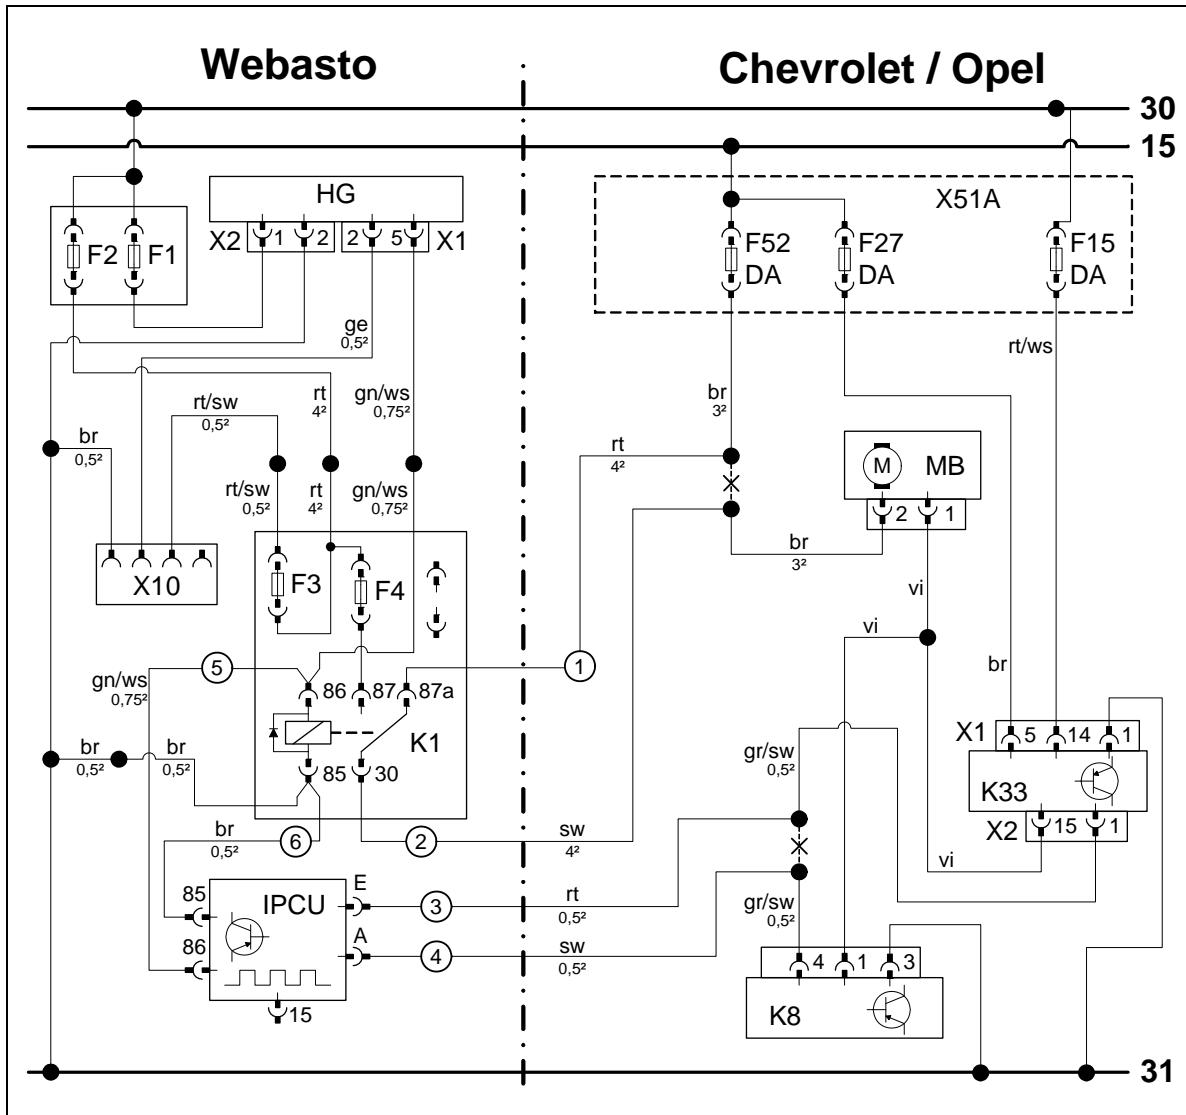 Webasto
Chevrolet / Opel
30
15
HG
X2 1 2 2 5 X1
F2 F1
X51A
F52
DA
F27
DA
F15
DA
ge
0,5²
rt/ws
rt/sw
0,5²
rt
4²
gn/ws
0,75²
br
3²
br
0,5²
rt
4²
M MB
2 1
rt/sw
0,5²
rt
4²
gn/ws
0,75²
br
3²
X10
F3 F4
vi
vi
5
1
gn/ws
0,75²
86 87 87a
br
K1
X1 5 14 1
br
0,5²
br
0,5²
85 30
gr/sw
0,5²
K33
X2 15 1
br
0,5²
6
2
sw
4²
vi
85
IPCU
E
3
rt
0,5²
gr/sw
0,5²
86
A
4
sw
0,5²
4 1 3
15
K8
31